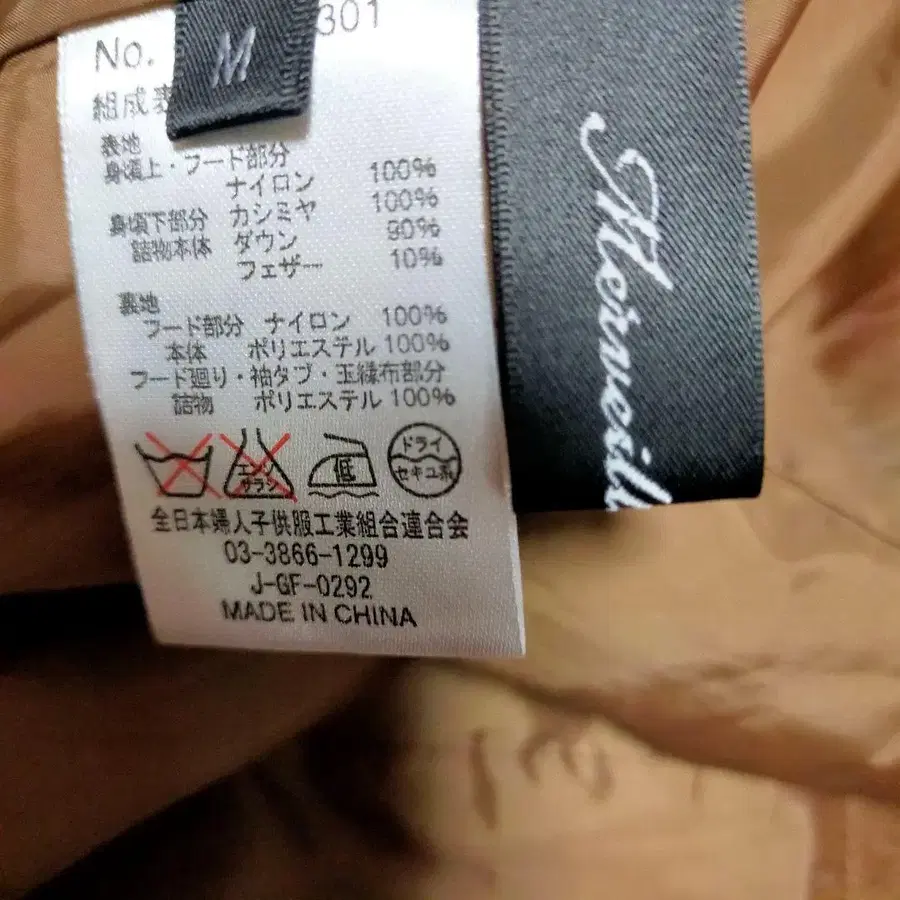 No. 301
M
組成表
表地
身頃上・フード部分
ナイロン 100%
身頃下部分 カシミヤ 100%
詰物本体 ダウン 90%
フェザー 10%
裏地
フード部分 ナイロン 100%
本体 ポリエステル 100%
フード廻り・袖タブ・玉縁布部分
詰物 ポリエステル 100%
エンソ
サラシ
低
ドライ
セキユ系
全日本婦人子供服工業組合連合会
03-3866-1299
J-GF-0292
MADE IN CHINA